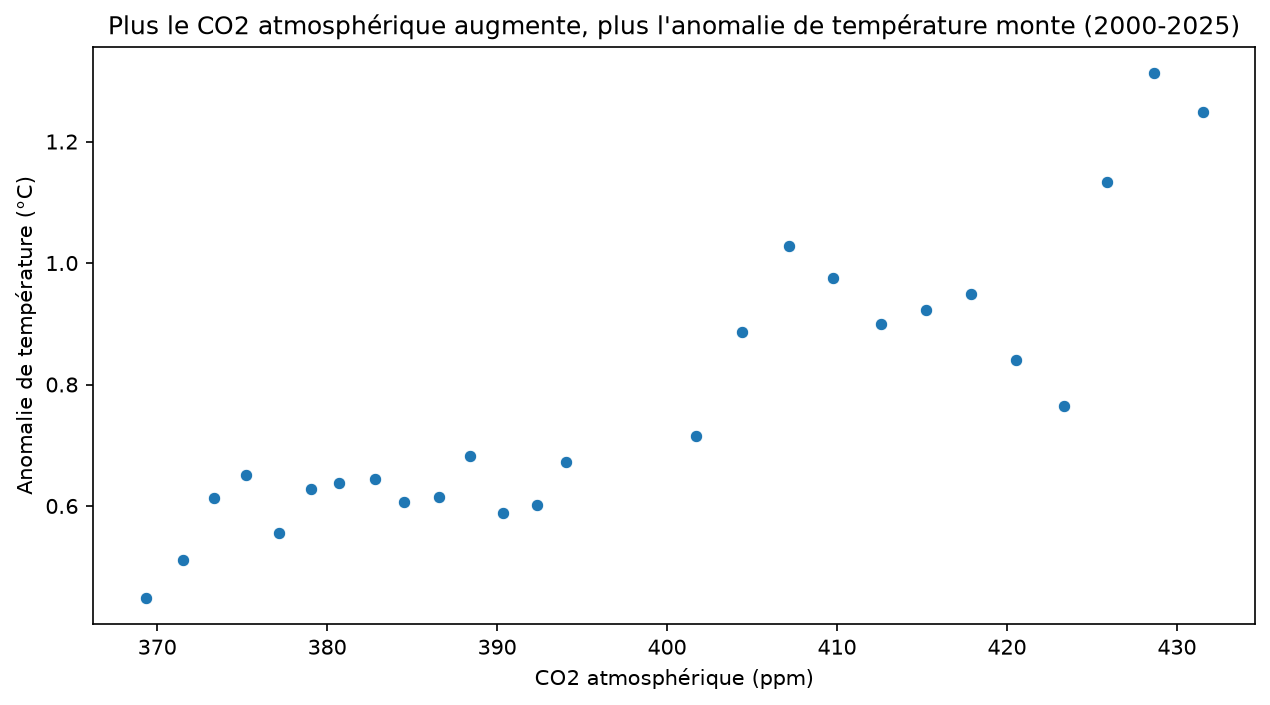 Plus le CO2 atmosphérique augmente, plus l'anomalie de température monte (2000-2025)
Anomalie de température (°C)
1.2
1.0
0.8
0.6
370 380 390 400 410 420 430
CO2 atmosphérique (ppm)